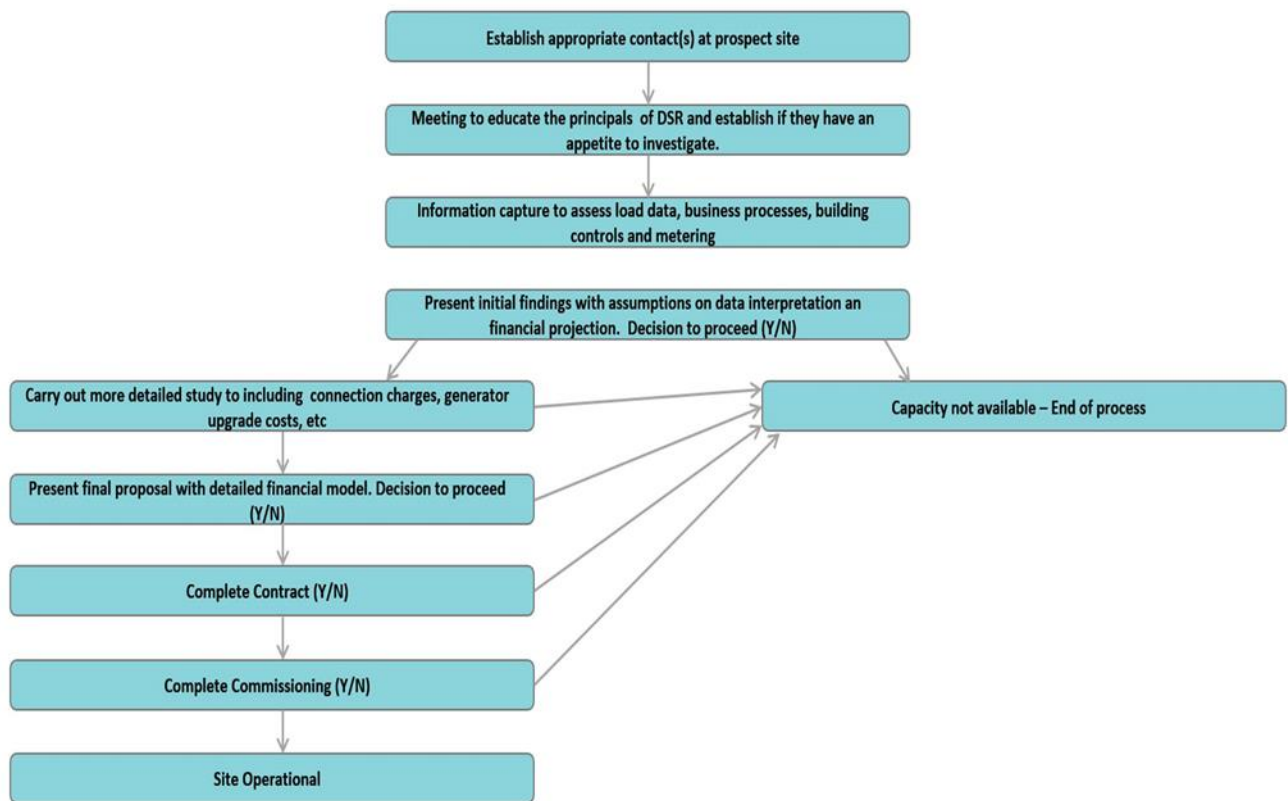 Establish appropriate contact(s) at prospect site
Meeting to educate the principals of DSR and establish if they have an
appetite to investigate.
Information capture to assess load data, business processes, building
controls and metering
Present initial findings with assumptions on data interpretation an
financial projection. Decision to proceed (Y/N)
Carry out more detailed study to including connection charges, generator
upgrade costs, etc
Capacity not available – End of process
Present final proposal with detailed financial model. Decision to proceed
(Y/N)
Complete Contract (Y/N)
Complete Commissioning (Y/N)
Site Operational